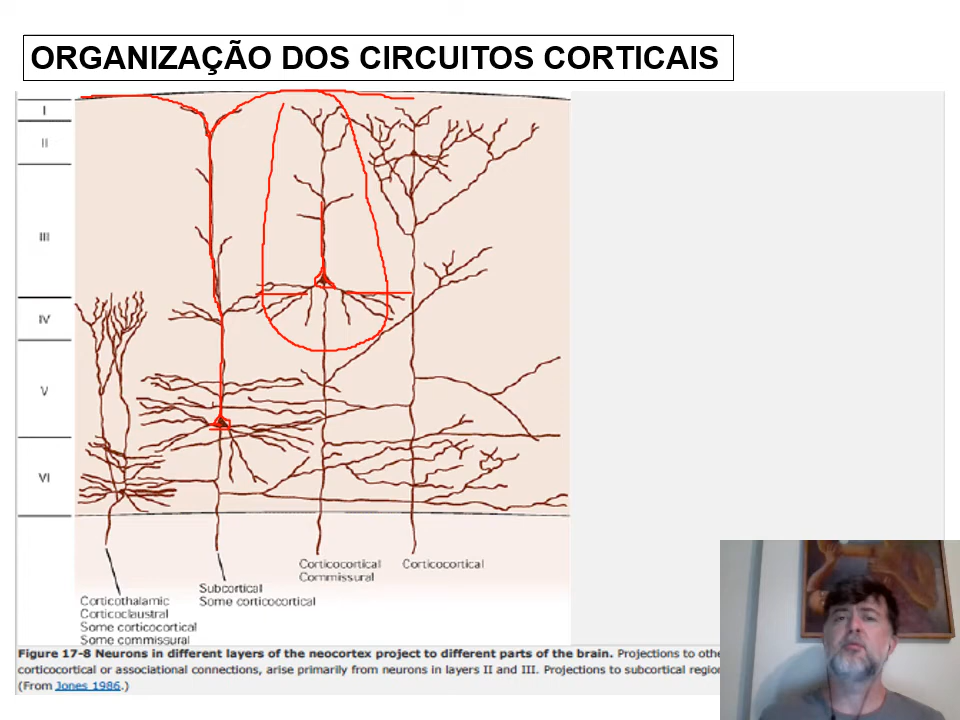 ORGANIZAÇÃO DOS CIRCUITOS CORTICAIS
I
II
III
IV
V
VI
Corticocortical
Commissural
Corticocortical
Subcortical
Some corticocortical
Corticothalamic
Corticoclaustral
Some corticocortical
Some commissural
Figure 17-8 Neurons in different layers of the neocortex project to different parts of the brain. Projections to othe
corticocortical or associational connections, arise primarily from neurons in layers II and III. Projections to subcortical region
(From Jones 1986.)